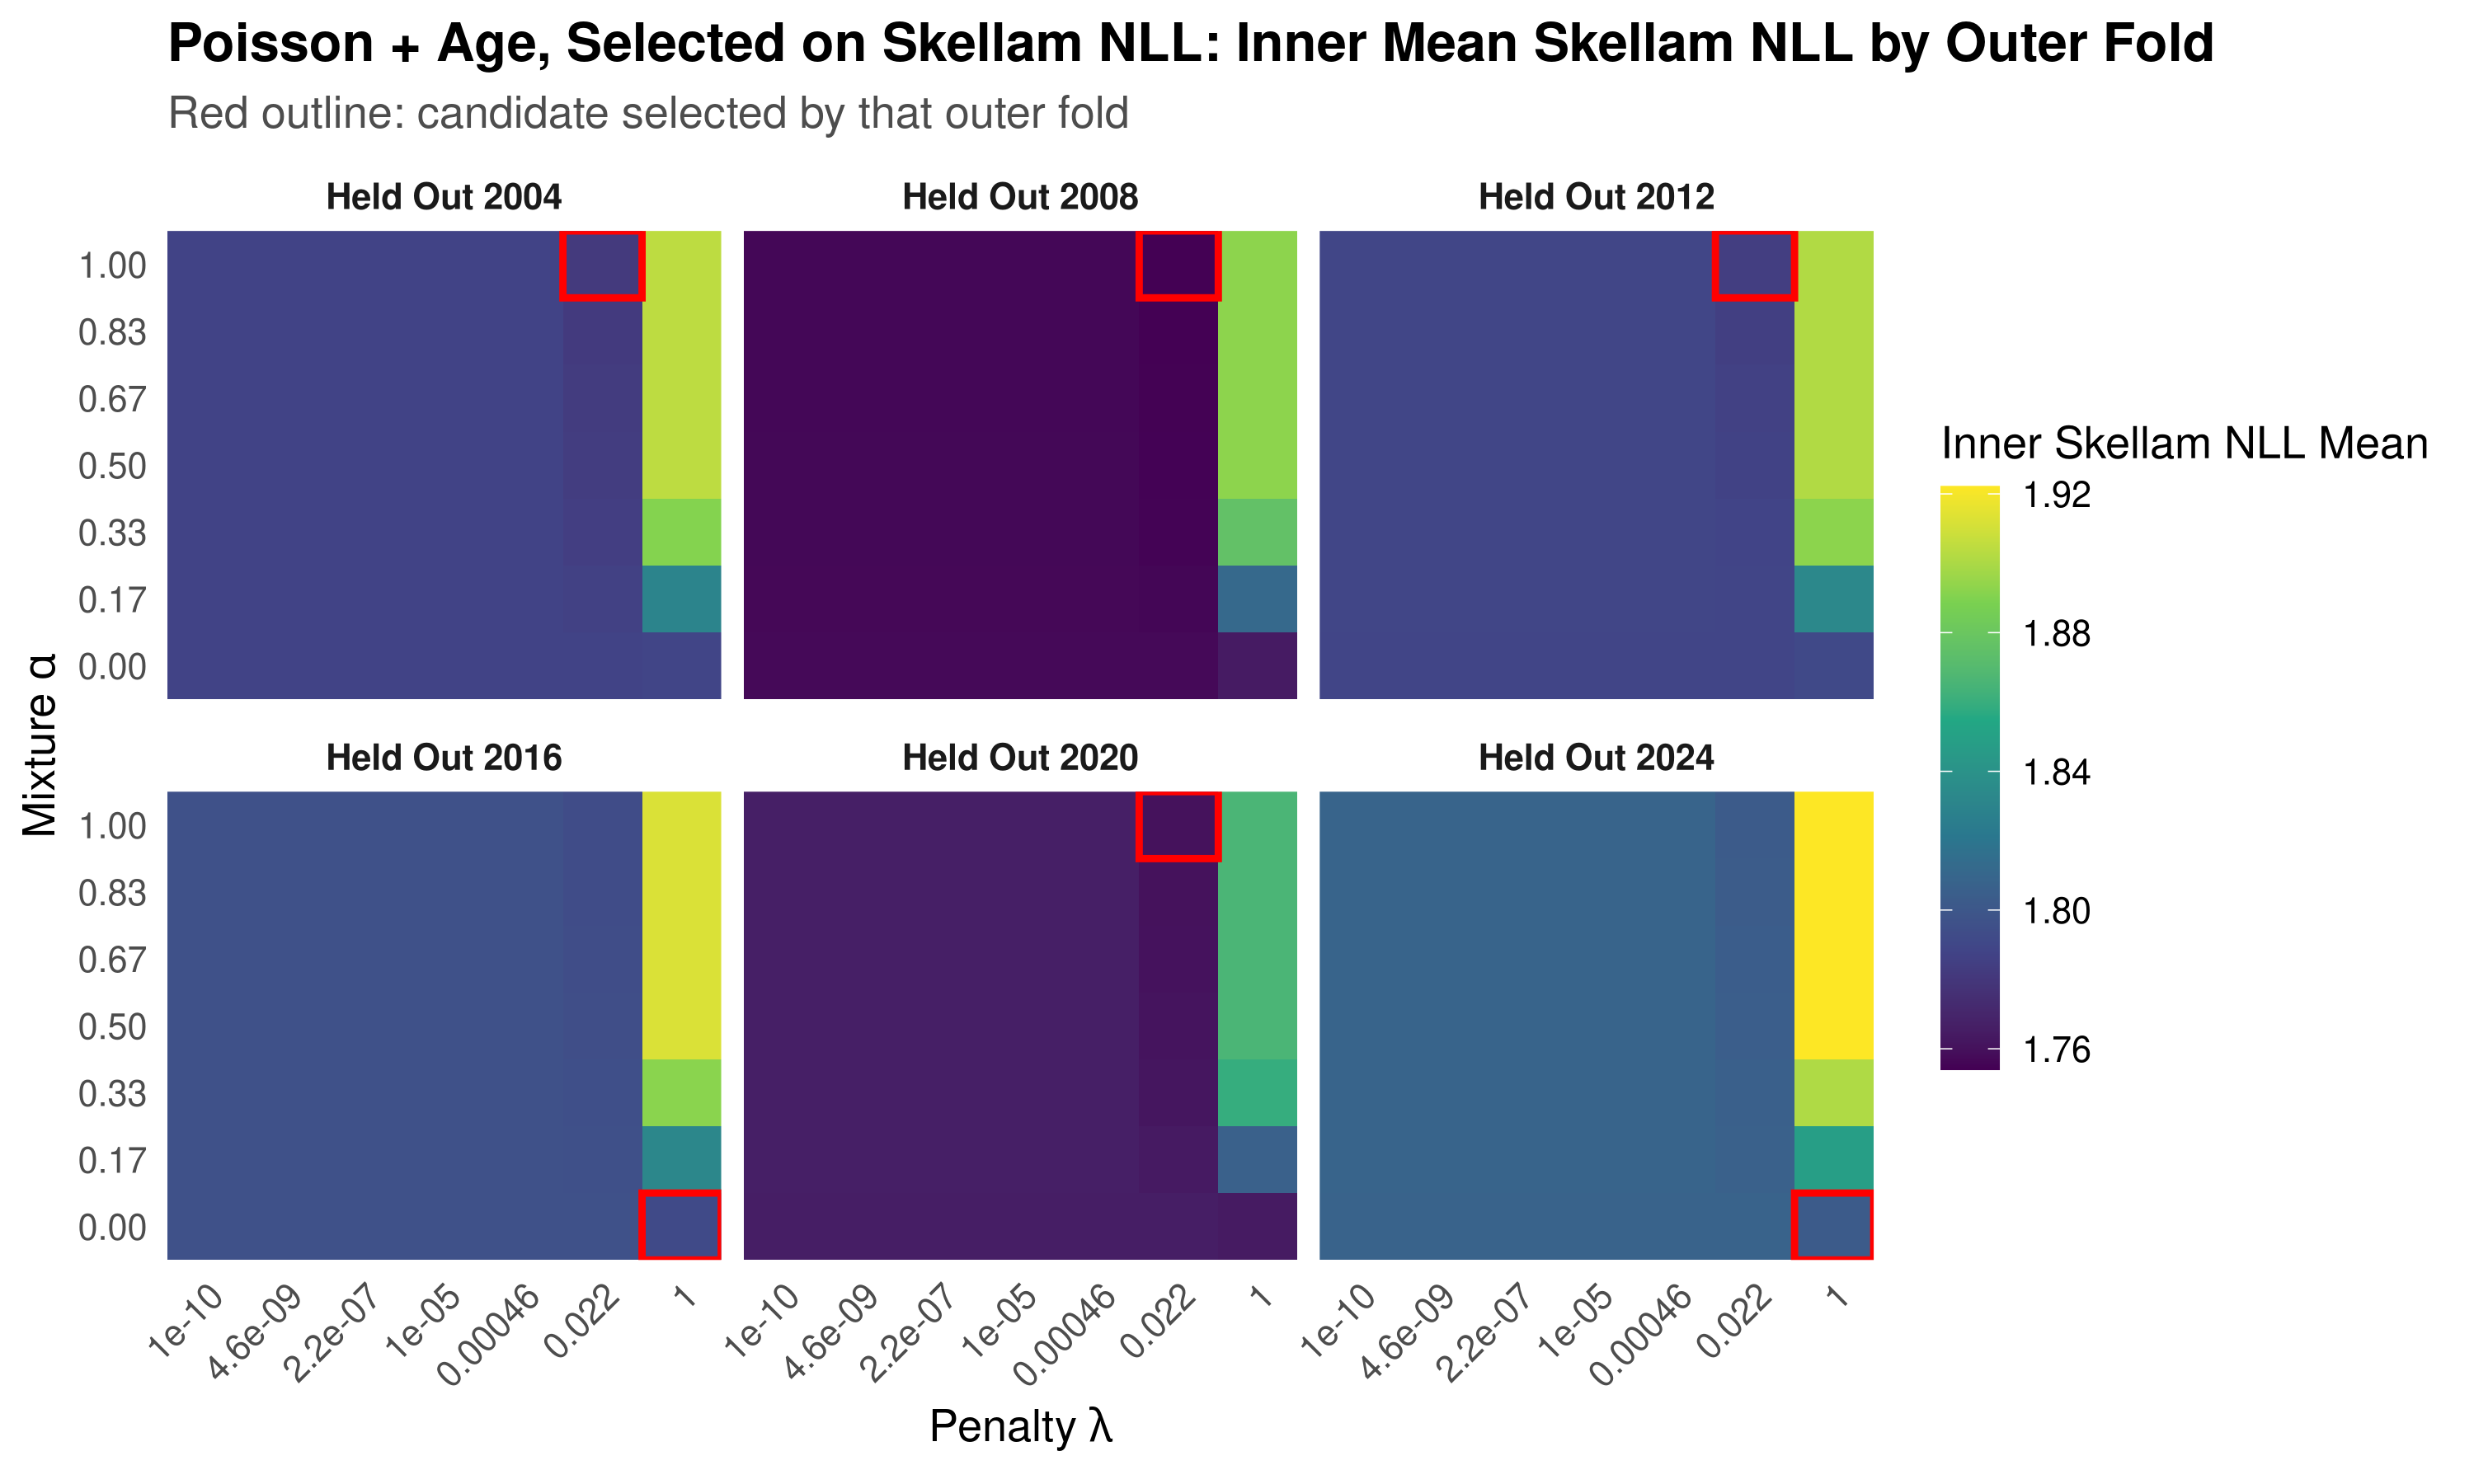 Poisson + Age, Selected on Skellam NLL: Inner Mean Skellam NLL by Outer Fold
Red outline: candidate selected by that outer fold
Held Out 2004
Held Out 2008
Held Out 2012
1.00
0.83
0.67
0.50
0.33
0.17
0.00
Held Out 2016
Held Out 2020
Held Out 2024
1.00
0.83
0.67
0.50
0.33
0.17
0.00
Mixture α
1e-10
4.6e-09
2.2e-07
1e-05
0.00046
0.022
1
1e-10
4.6e-09
2.2e-07
1e-05
0.00046
0.022
1
1e-10
4.6e-09
2.2e-07
1e-05
0.00046
0.022
1
Penalty λ
Inner Skellam NLL Mean
1.92
1.88
1.84
1.80
1.76